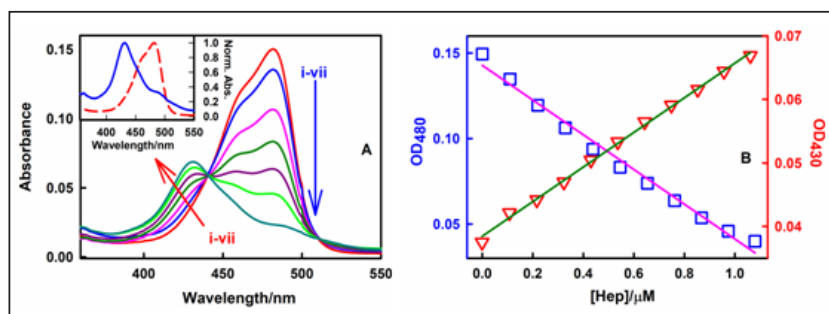 0.15
0.10
0.05
0.00
Absorbance
400
450
500
550
Wavelength/nm
A
i-vii
i-vii
1.0
0.8
0.6
0.4
0.2
0.0
Norm. Abs.
400
450
500
550
Wavelength/nm
0.15
0.10
0.05
OD480
0.07
0.06
0.05
0.04
OD430
B
0.0
0.2
0.4
0.6
0.8
1.0
[Hep]/μM